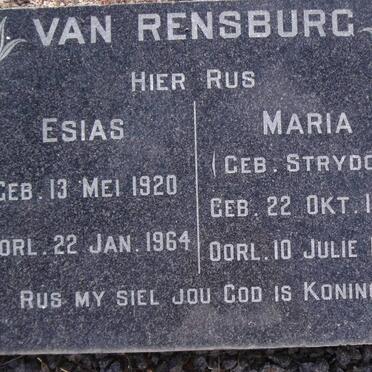 VAN RENSBURG
HIER RUS
ESIAS
GEB. 13 MEI 1920
OORL. 22 JAN. 1964
MARIA
(GEB. STRYDO
GEB. 22 OKT. 1
OORL. 10 JULIE
RUS MY SIEL JOU GOD IS KONING